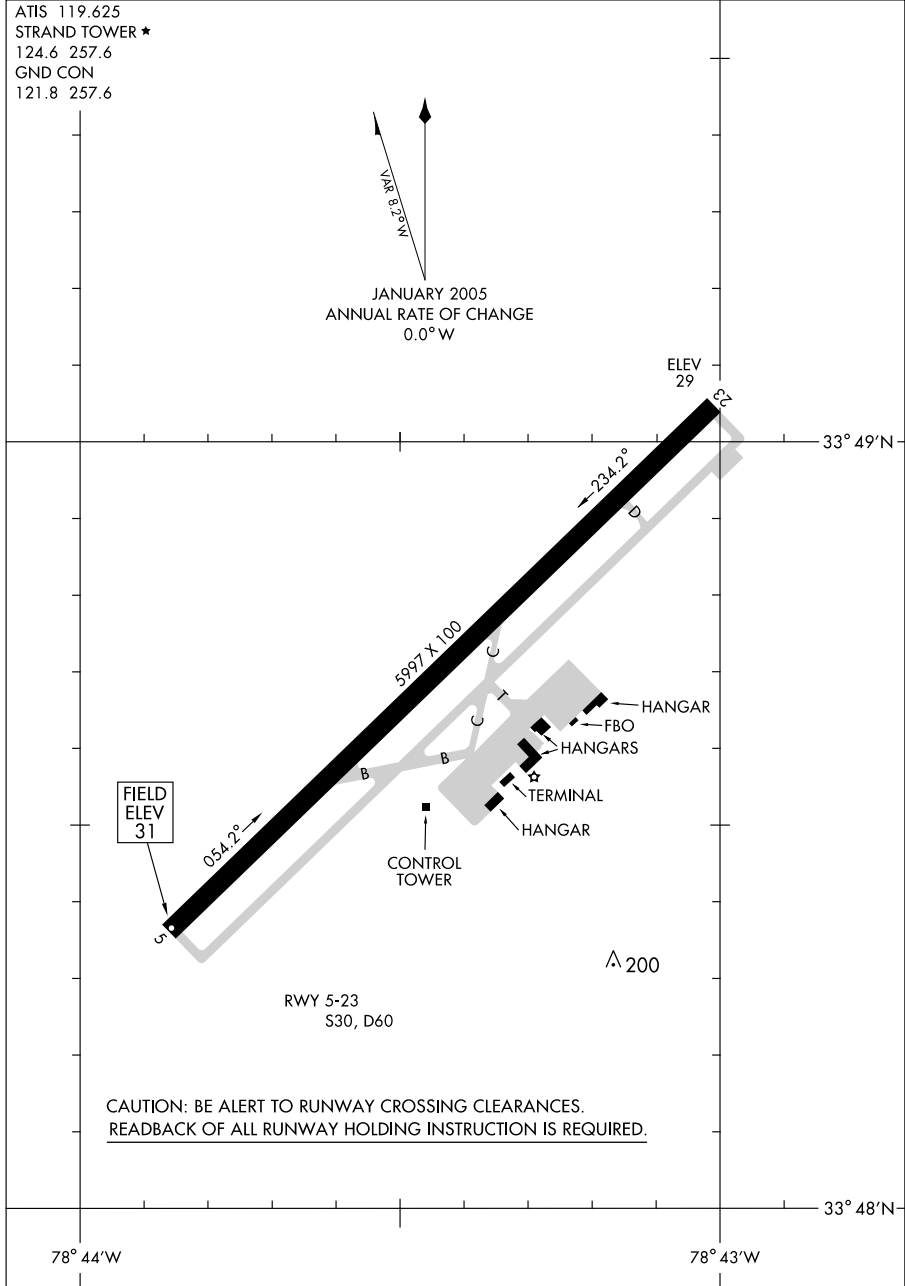 ATIS 119.625
STRAND TOWER ★
124.6 257.6
GND CON
121.8 257.6
VAR 8.2° W
JANUARY 2005
ANNUAL RATE OF CHANGE
0.0° W
ELEV
29
23
33° 49'N
234.2°
D
5997 X 100
C
T
C
HANGAR
FBO
HANGARS
B
B
TERMINAL
FIELD
ELEV
31
HANGAR
054.2°
CONTROL
TOWER
5
200
RWY 5-23
S30, D60
CAUTION: BE ALERT TO RUNWAY CROSSING CLEARANCES.
READBACK OF ALL RUNWAY HOLDING INSTRUCTION IS REQUIRED.
33° 48'N
78° 44'W
78° 43'W